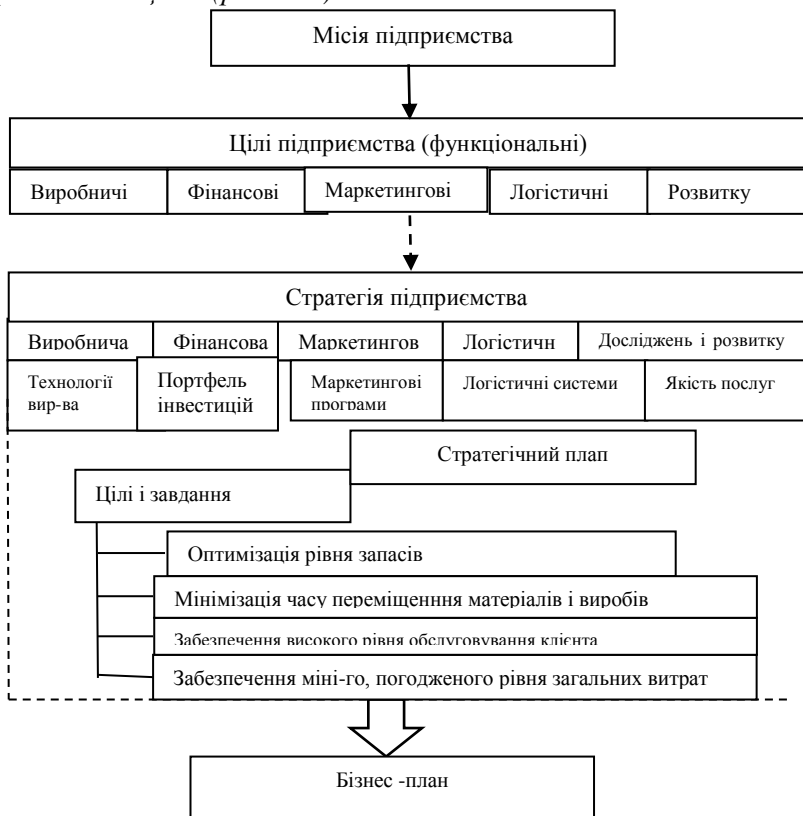 Місія підприємства
Цілі підприємства (функціональні)
Виробничі
Фінансові
Маркетингові
Логістичні
Розвитку
Стратегія підприємства
Виробнича
Фінансова
Маркетингов
Логістичн
Досліджень і розвитку
Технології
вир-ва
Портфель
інвестицій
Маркетингові
програми
Логістичні системи
Якість послуг
Стратегічний плап
Цілі і завдання
Оптимізація рівня запасів
Мінімізація часу переміщенння матеріалів і виробів
Забезпечення високого рівня обслуговування клієнта
Забезпечення міні-го, погодженого рівня загальних витрат
Бізнес -план